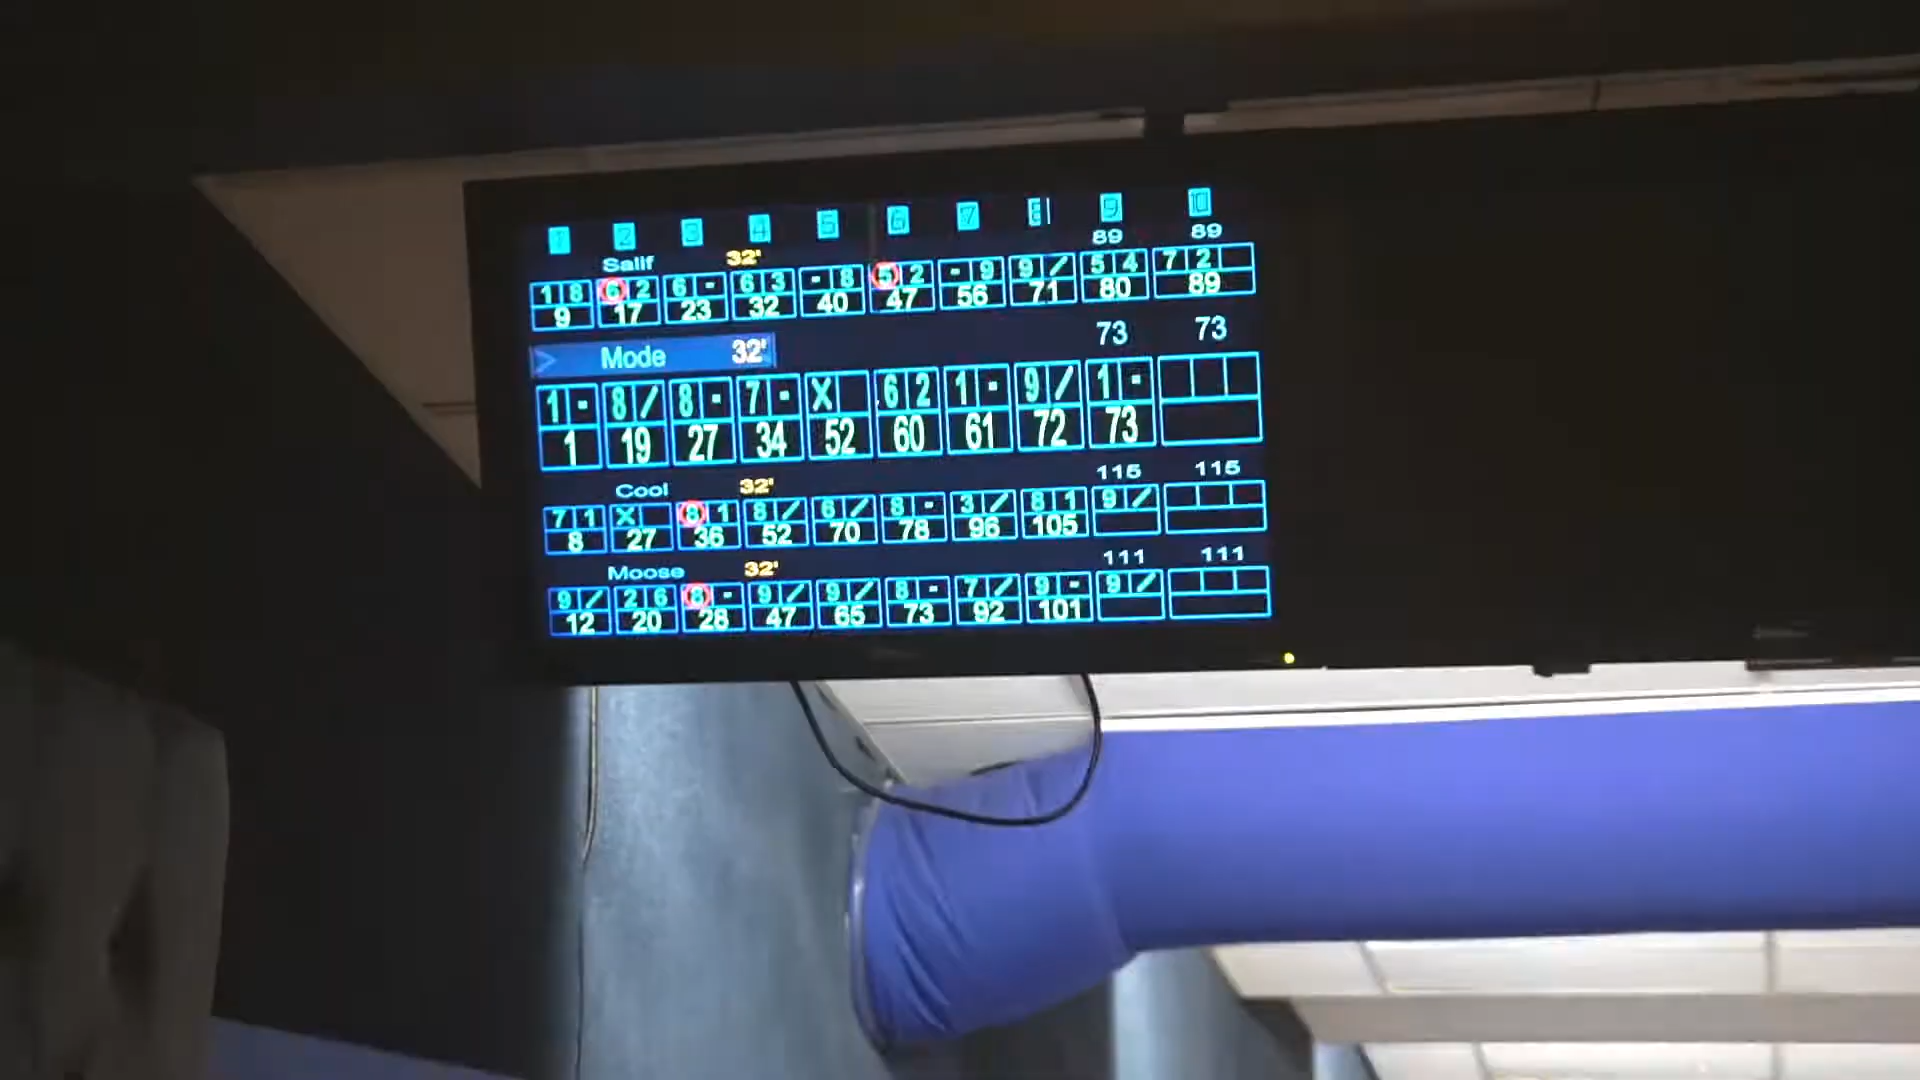 1 2 3 4 5 6 7 8 9 10
Salif 32' 89 89
1 8 6 2 6 - 6 3 - 8 5 2 - 9 9 / 5 4 7 2
9 17 23 32 40 47 56 71 80 89
Mode 32' 73 73
1 - 8 / 8 - 7 - X 6 2 1 - 9 / 1 -
1 19 27 34 52 60 61 72 73
Cool 32' 115 115
7 1 X 8 1 8 / 6 / 8 - 3 / 8 1 9 /
8 27 36 52 70 78 96 105
Moose 32' 111 111
9 / 2 6 8 - 9 / 9 / 8 - 7 / 9 - 9 /
12 20 28 47 65 73 92 101